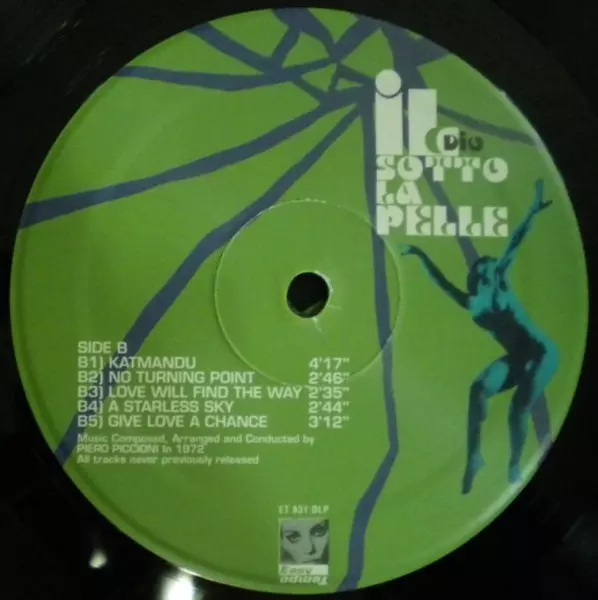 il
Dio
SOTTO
LA
PELLE
SIDE B
B1) KATMANDU 4'17"
B2) NO TURNING POINT 2'46"
B3) LOVE WILL FIND THE WAY 2'35"
B4) A STARLESS SKY 2'44"
B5) GIVE LOVE A CHANCE 3'12"
Music Composed, Arranged and Conducted by
PIERO PICCIONI in 1972
All tracks never previously released
ET 931 DLP
Easy
Tempo